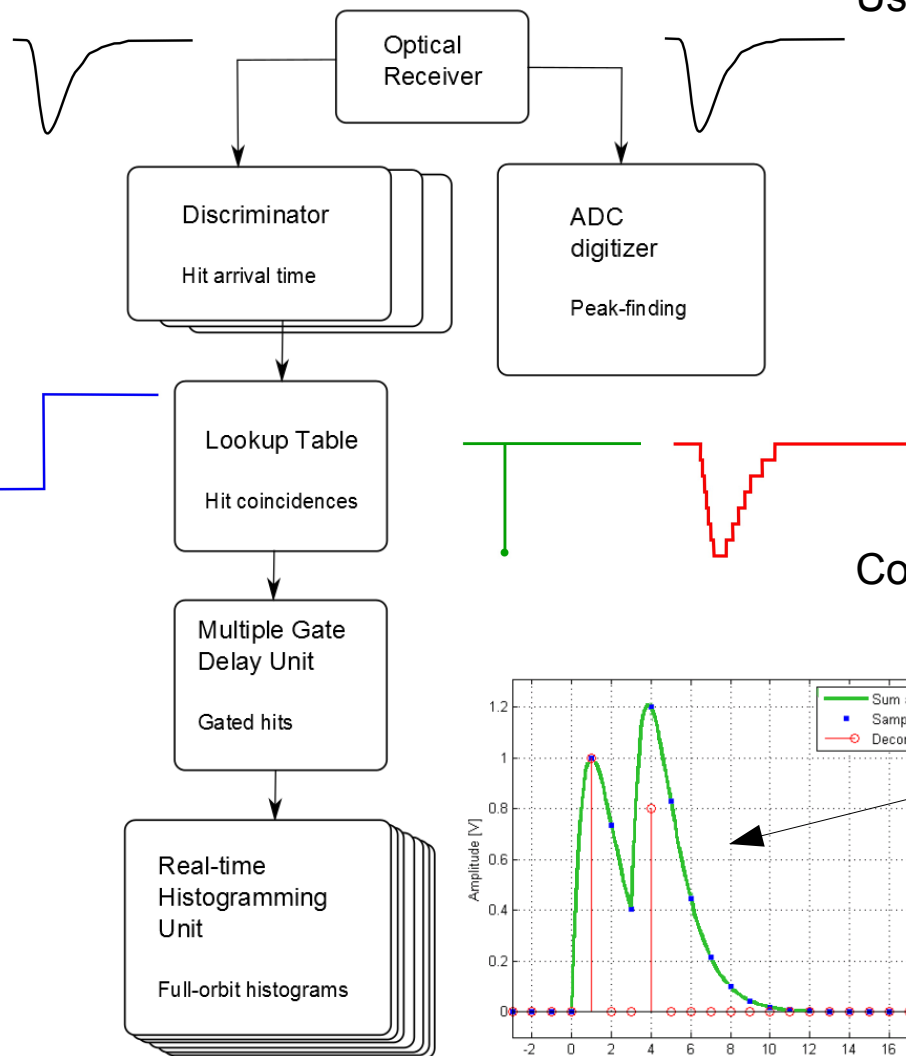 Us
Optical
Receiver
Discriminator
Hit arrival time
ADC
digitizer
Peak-finding
Lookup Table
Hit coincidences
Co
Multiple Gate
Delay Unit
Gated hits
Real-time
Histogramming
Unit
Full-orbit histograms
Sum
Samp
Decor
Amplitude [V]
1.2
1
0.8
0.6
0.4
0.2
0
-2 0 2 4 6 8 10 12 14 16